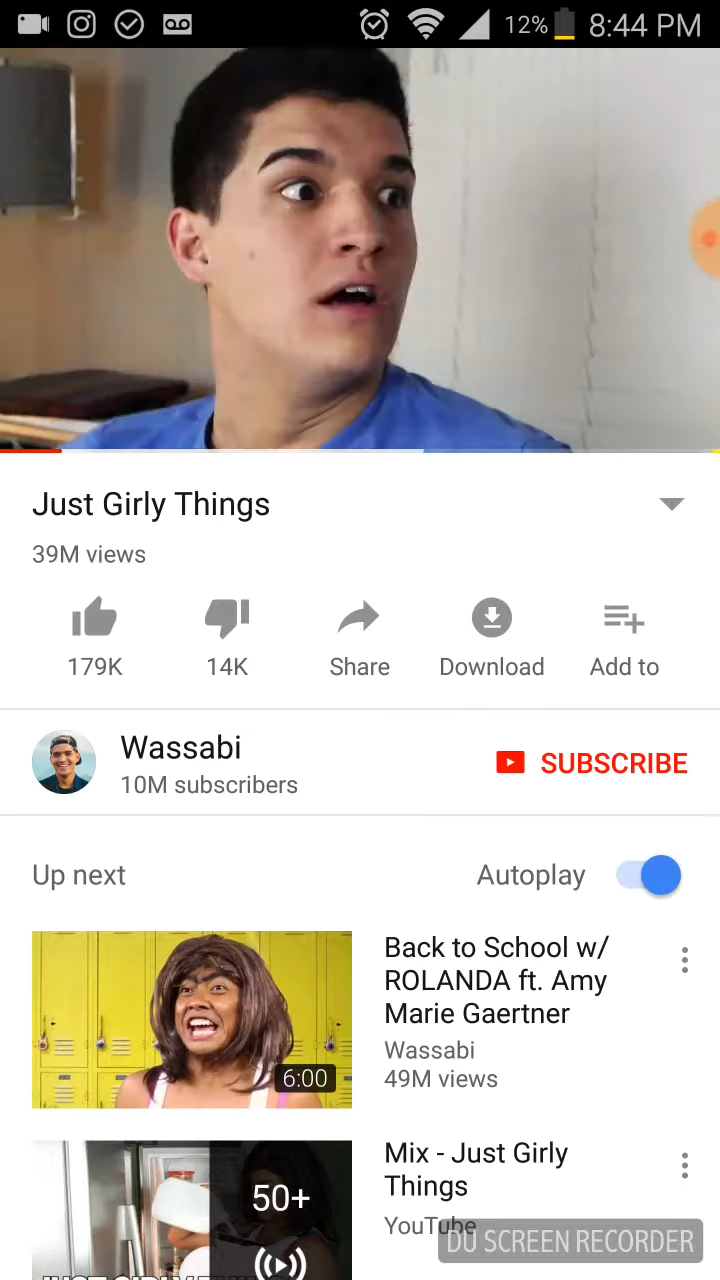 12% 8:44 PM
Just Girly Things
39M views
179K
14K
Share
Download
Add to
Wassabi
10M subscribers
SUBSCRIBE
Up next
Autoplay
Back to School w/
ROLANDA ft. Amy
Marie Gaertner
Wassabi
49M views
6:00
Mix - Just Girly
Things
YouTube
50+
DU SCREEN RECORDER